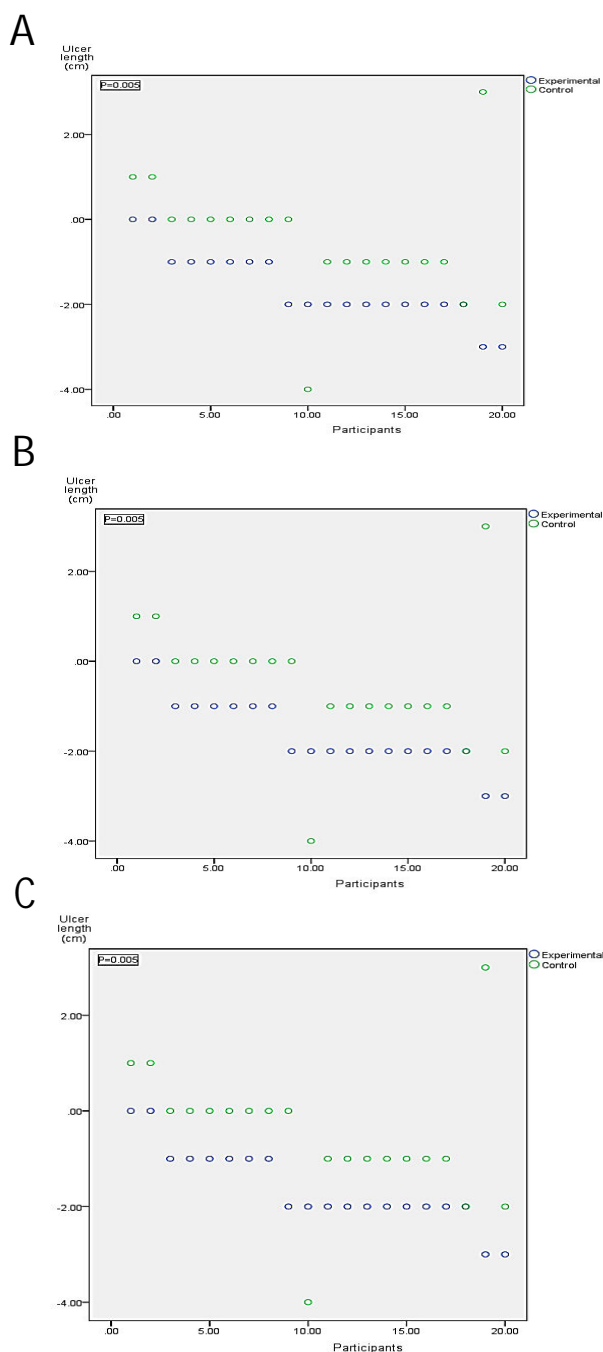 A
Ulcer
length
(cm)
P=0.005
Experimental
Control
2.00
.00
-2.00
-4.00
.00 5.00 10.00 15.00 20.00
Participants
B
Ulcer
length
(cm)
P=0.005
Experimental
Control
2.00
.00
-2.00
-4.00
.00 5.00 10.00 15.00 20.00
Participants
C
Ulcer
length
(cm)
P=0.005
Experimental
Control
2.00
.00
-2.00
-4.00
.00 5.00 10.00 15.00 20.00
Participants